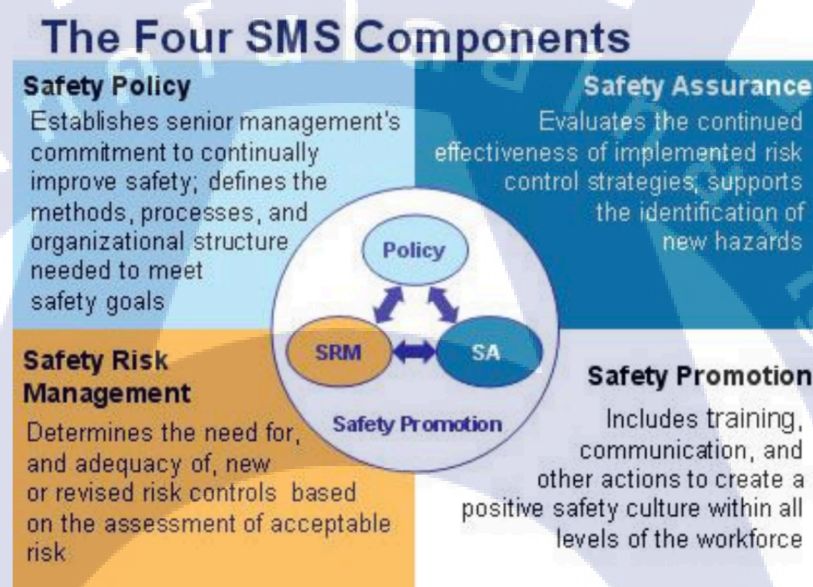 The Four SMS Components
Safety Policy
Establishes senior management's
commitment to continually
improve safety; defines the
methods, processes, and
organizational structure
needed to meet
safety goals
Safety Assurance
Evaluates the continued
effectiveness of implemented risk
control strategies; supports
the identification of
new hazards
Policy
SRM
SA
Safety Promotion
Safety Risk
Management
Determines the need for,
and adequacy of, new
or revised risk controls based
on the assessment of acceptable
risk
Safety Promotion
Includes training,
communication, and
other actions to create a
positive safety culture within all
levels of the workforce